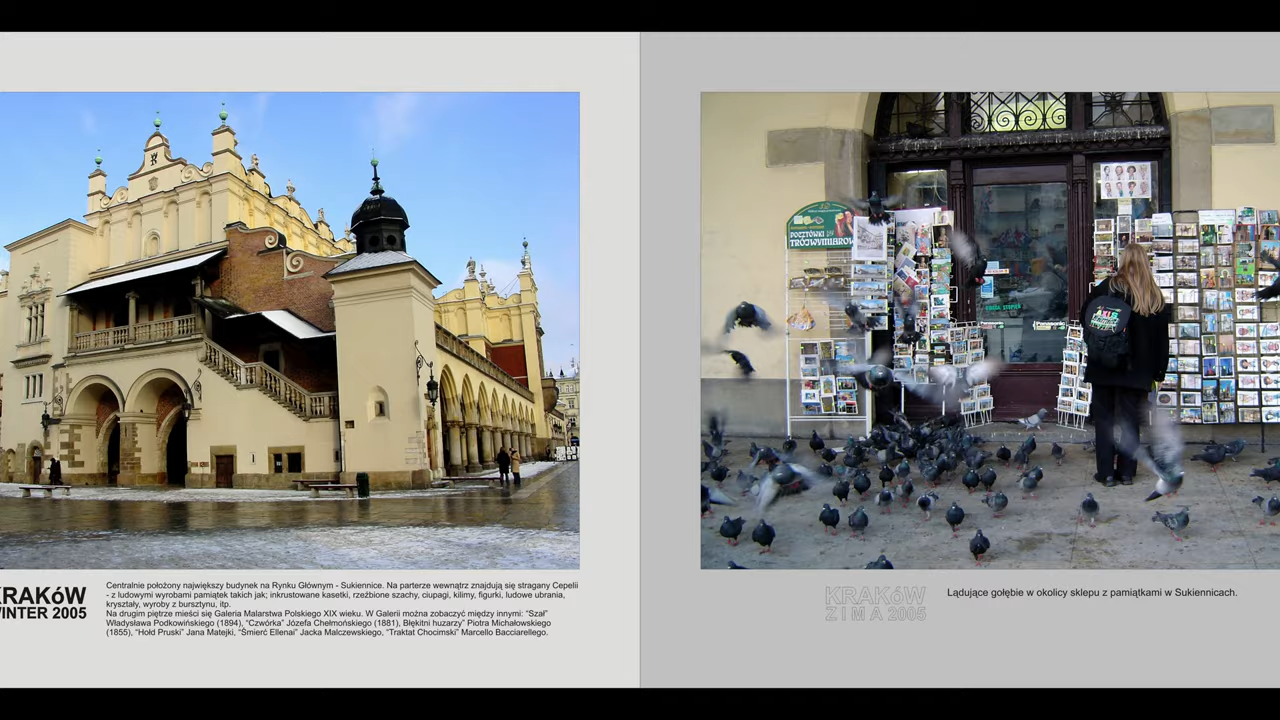 KRAKóW
WINTER 2005
Centralnie położony największy budynek na Rynku Głównym - Sukiennice. Na parterze wewnątrz znajdują się stragany Cepelii
- z ludowymi wyrobami pamiątek takich jak; inkrustowane kasetki, rzeźbione szachy, ciupagi, kilimy, figurki, ludowe ubrania,
kryształy, wyroby z bursztynu, itp.
Na drugim piętrze mieści się Galeria Malarstwa Polskiego XIX wieku. W Galerii można zobaczyć między innymi: "Szał"
Władysława Podkowińskiego (1894), "Czwórka" Józefa Chełmońskiego (1881), Błękitni huzarzy" Piotra Michałowskiego
(1855), "Hołd Pruski" Jana Matejki, "Śmierć Ellenai" Jacka Malczewskiego, "Traktat Chocimski" Marcello Bacciarellego.
POCZTÓWKI
TRÓJWYMIAROWE
KRAKóW
ZIMA 2005
Lądujące gołębie w okolicy sklepu z pamiątkami w Sukiennicach.